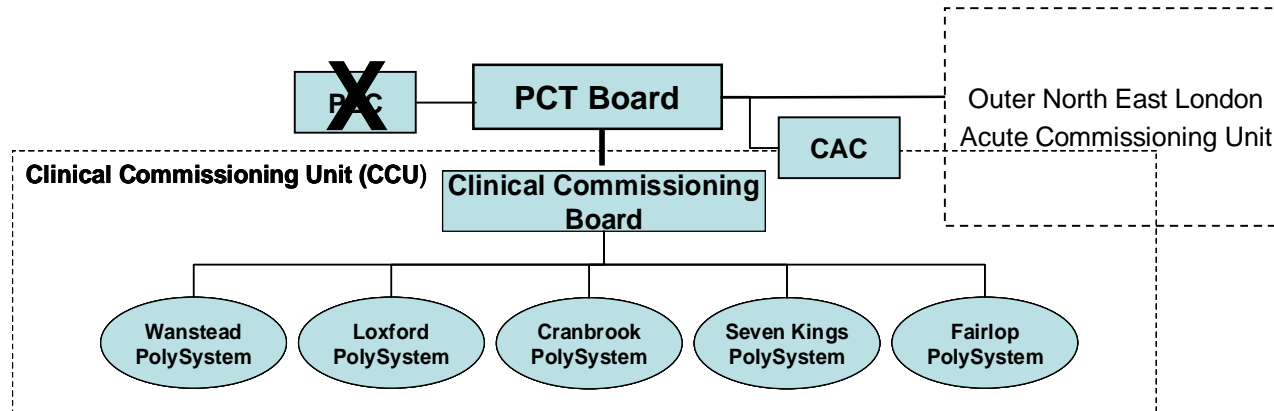 PCT Board
X
Outer North East London
Acute Commissioning Unit
CAC
Clinical Commissioning Unit (CCU)
Clinical Commissioning
Board
Wanstead
PolySystem
Loxford
PolySystem
Cranbrook
PolySystem
Seven Kings
PolySystem
Fairlop
PolySystem